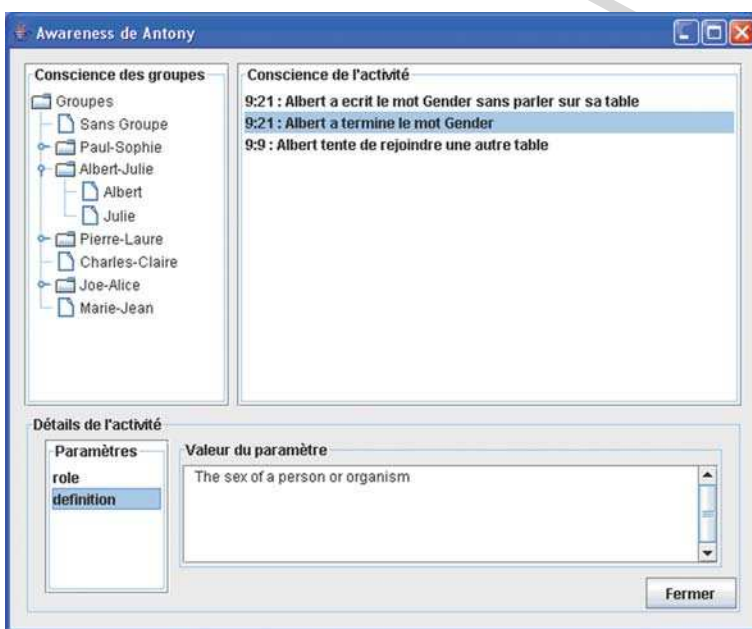 Awareness de Antony
Conscience des groupes
Groupes
Sans Groupe
Paul-Sophie
Albert-Julie
Albert
Julie
Pierre-Laure
Charles-Claire
Joe-Alice
Marie-Jean
Conscience de l'activité
9:21 : Albert a ecrit le mot Gender sans parler sur sa table
9:21 : Albert a termine le mot Gender
9:9 : Albert tente de rejoindre une autre table
Détails de l'activité
Paramètres
role
definition
Valeur du paramètre
The sex of a person or organism
Fermer